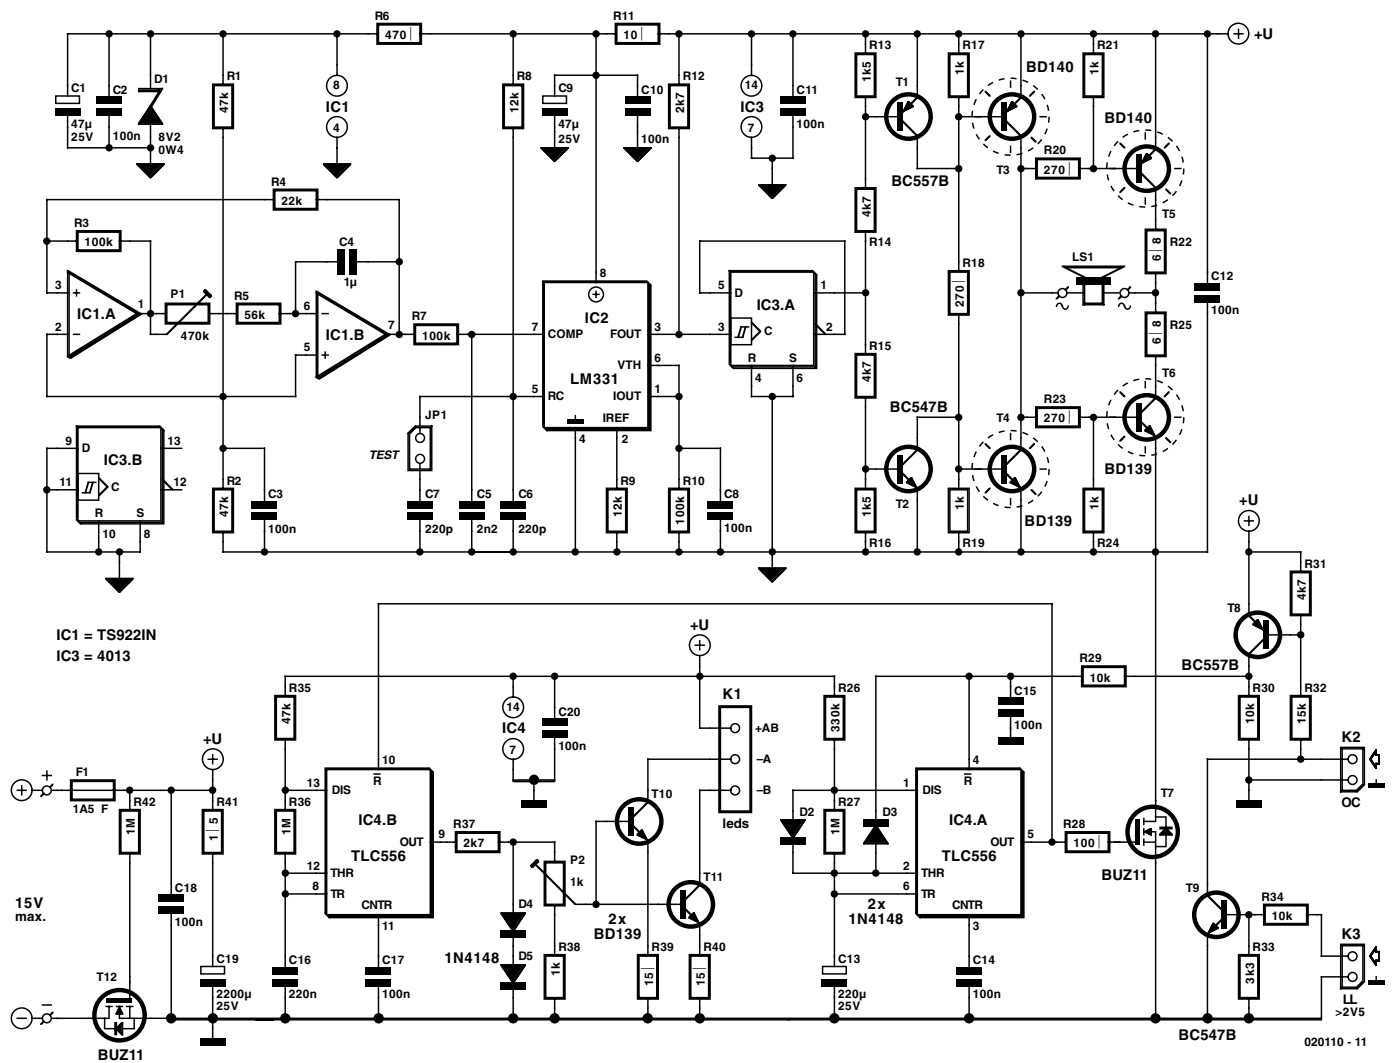 R6
470
R11
10
+U
C1
47µ
25V
C2
100n
D1
8V2
0W4
R1
47k
8
IC1
4
R8
12k
C9
47µ
25V
C10
100n
R12
2k7
14
IC3
7
C11
100n
R13
1k5
T1
BC557B
R17
1k
BD140
T3
R21
1k
BD140
T5
R20
270
R4
22k
R3
100k
C4
1µ
3
+
2
–
IC1.A
1
P1
470k
R5
56k
6
–
5
+
IC1.B
7
R7
100k
8
IC2
LM331
7
COMP
FOUT
3
VTH
6
5
RC
IOUT
1
IREF
4
2
5
D
1
IC3.A
3
C
2
R
S
4
6
4k7
R14
R15
4k7
R18
270
LS1
6|8
R22
R25
6|8
C12
100n
BC547B
T2
T4
BD139
R23
270
T6
BD139
1k5
R16
1k
R19
1k
R24
JP1
TEST
9
D
13
IC3.B
11
C
12
R
S
10
8
R2
47k
C3
100n
C7
220p
C5
2n2
C6
220p
R9
12k
R10
100k
C8
100n
IC1 = TS922IN
IC3 = 4013
+U
R31
4k7
T8
BC557B
R29
10k
R30
10k
R32
15k
K2
OC
+U
R35
47k
14
IC4
7
C20
100n
K1
+AB
–A
–B
leds
R26
330k
C15
100n
+U
+
F1
1A5 F
R42
1M
R41
1|5
10
R
13
DIS
IC4.B
TLC556
OUT
9
12
THR
8
TR
CNTR
11
R36
1M
R37
2k7
P2
1k
T10
T11
2x
BD139
D2
R27
1M
D3
2x
1N4148
4
R
1
DIS
IC4.A
TLC556
OUT
5
2
THR
6
TR
CNTR
3
R28
100
T7
BUZ11
15V
max.
C18
100n
T12
BUZ11
–
C19
2200µ
25V
C16
220n
C17
100n
D4
1N4148
D5
R38
1k
R39
15
R40
15
C13
220µ
25V
C14
100n
T9
BC547B
R34
10k
R33
3k3
K3
LL
>2V5
020110 - 11